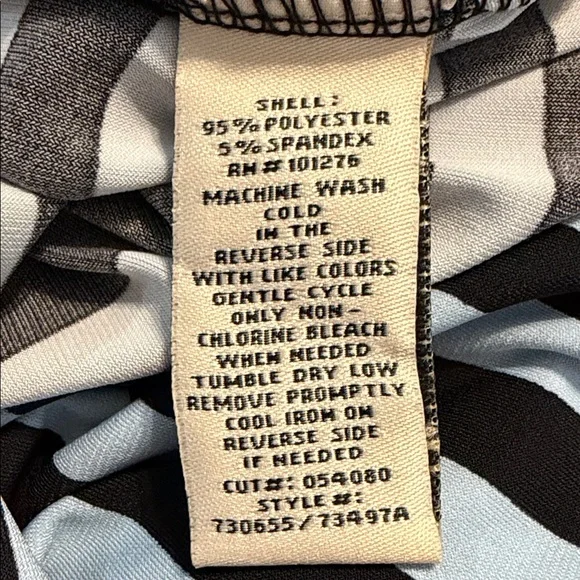 SHELL:
95% POLYESTER
5% SPANDEX
RN# 101276
MACHINE WASH
COLD
IN THE
REVERSE SIDE
WITH LIKE COLORS
GENTLE CYCLE
ONLY NON-
CHLORINE BLEACH
WHEN NEEDED
TUMBLE DRY LOW
REMOVE PROMPTLY
COOL IRON ON
REVERSE SIDE
IF NEEDED
CUT#: 054080
STYLE#:
730655/73497A